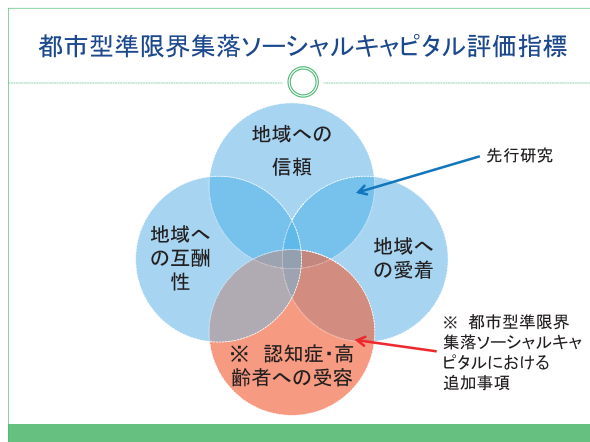 都市型準限界集落ソーシャルキャピタル評価指標
地域への
信頼
先行研究
地域へ
の互酬
性
地域へ
の愛着
※ 認知症・高
齢者への受容
※ 都市型準限界
集落ソーシャルキャ
ピタルにおける
追加事項